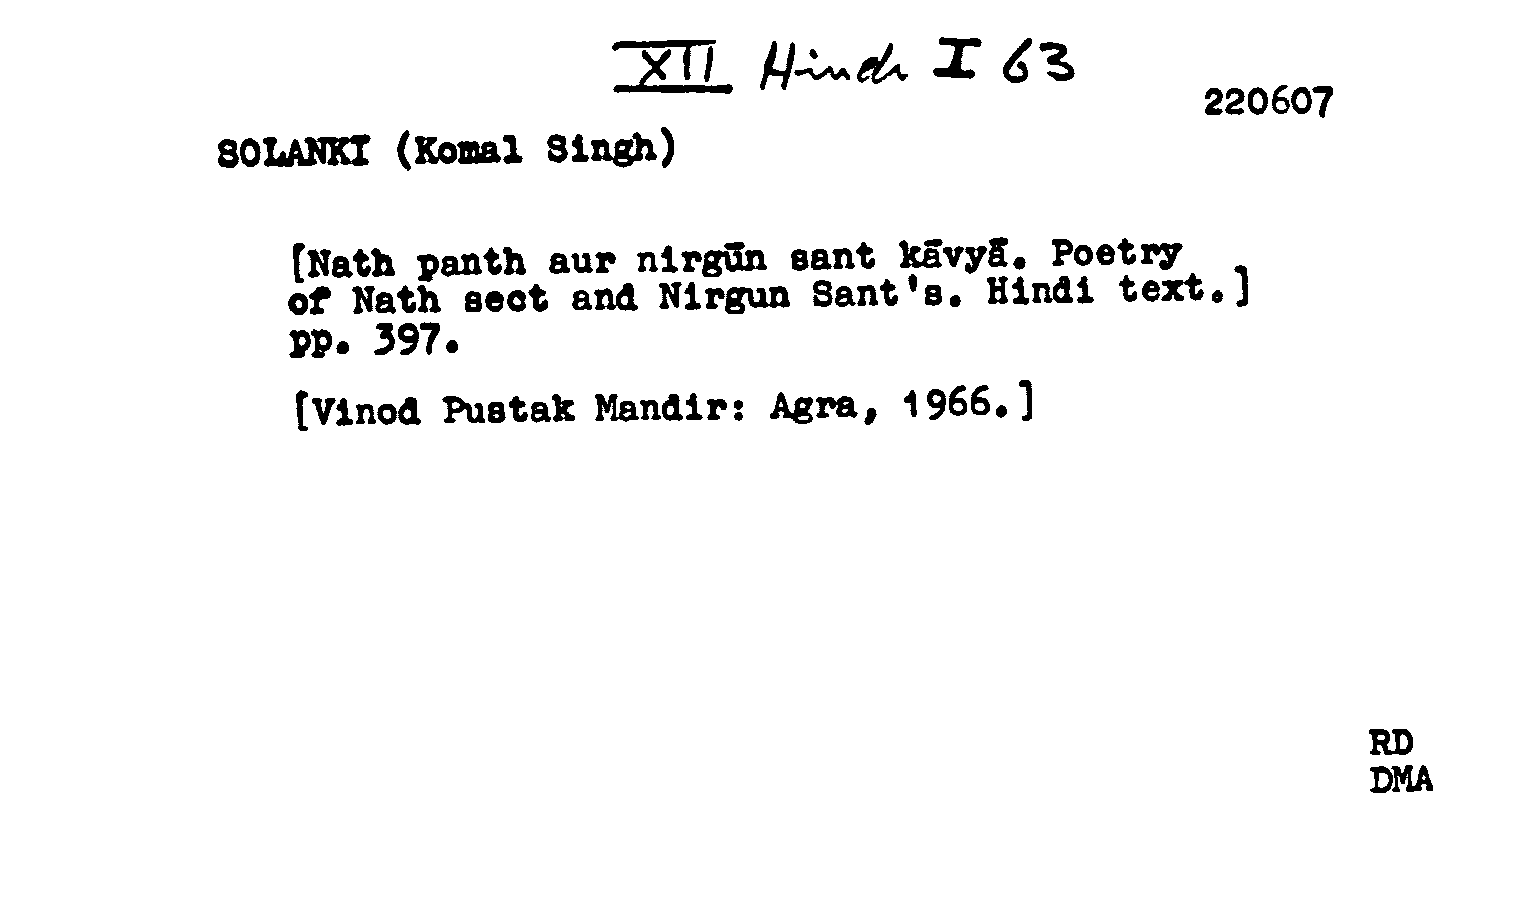 XII Hindi I 63
220607
SOLANKI (Komal Singh)
[Nath panth aur nirgūn sant kāvyā. Poetry
of Nath sect and Nirgun Sant's. Hindi text.]
pp. 397.
[Vinod Pustak Mandir: Agra, 1966.]
RD
DMA